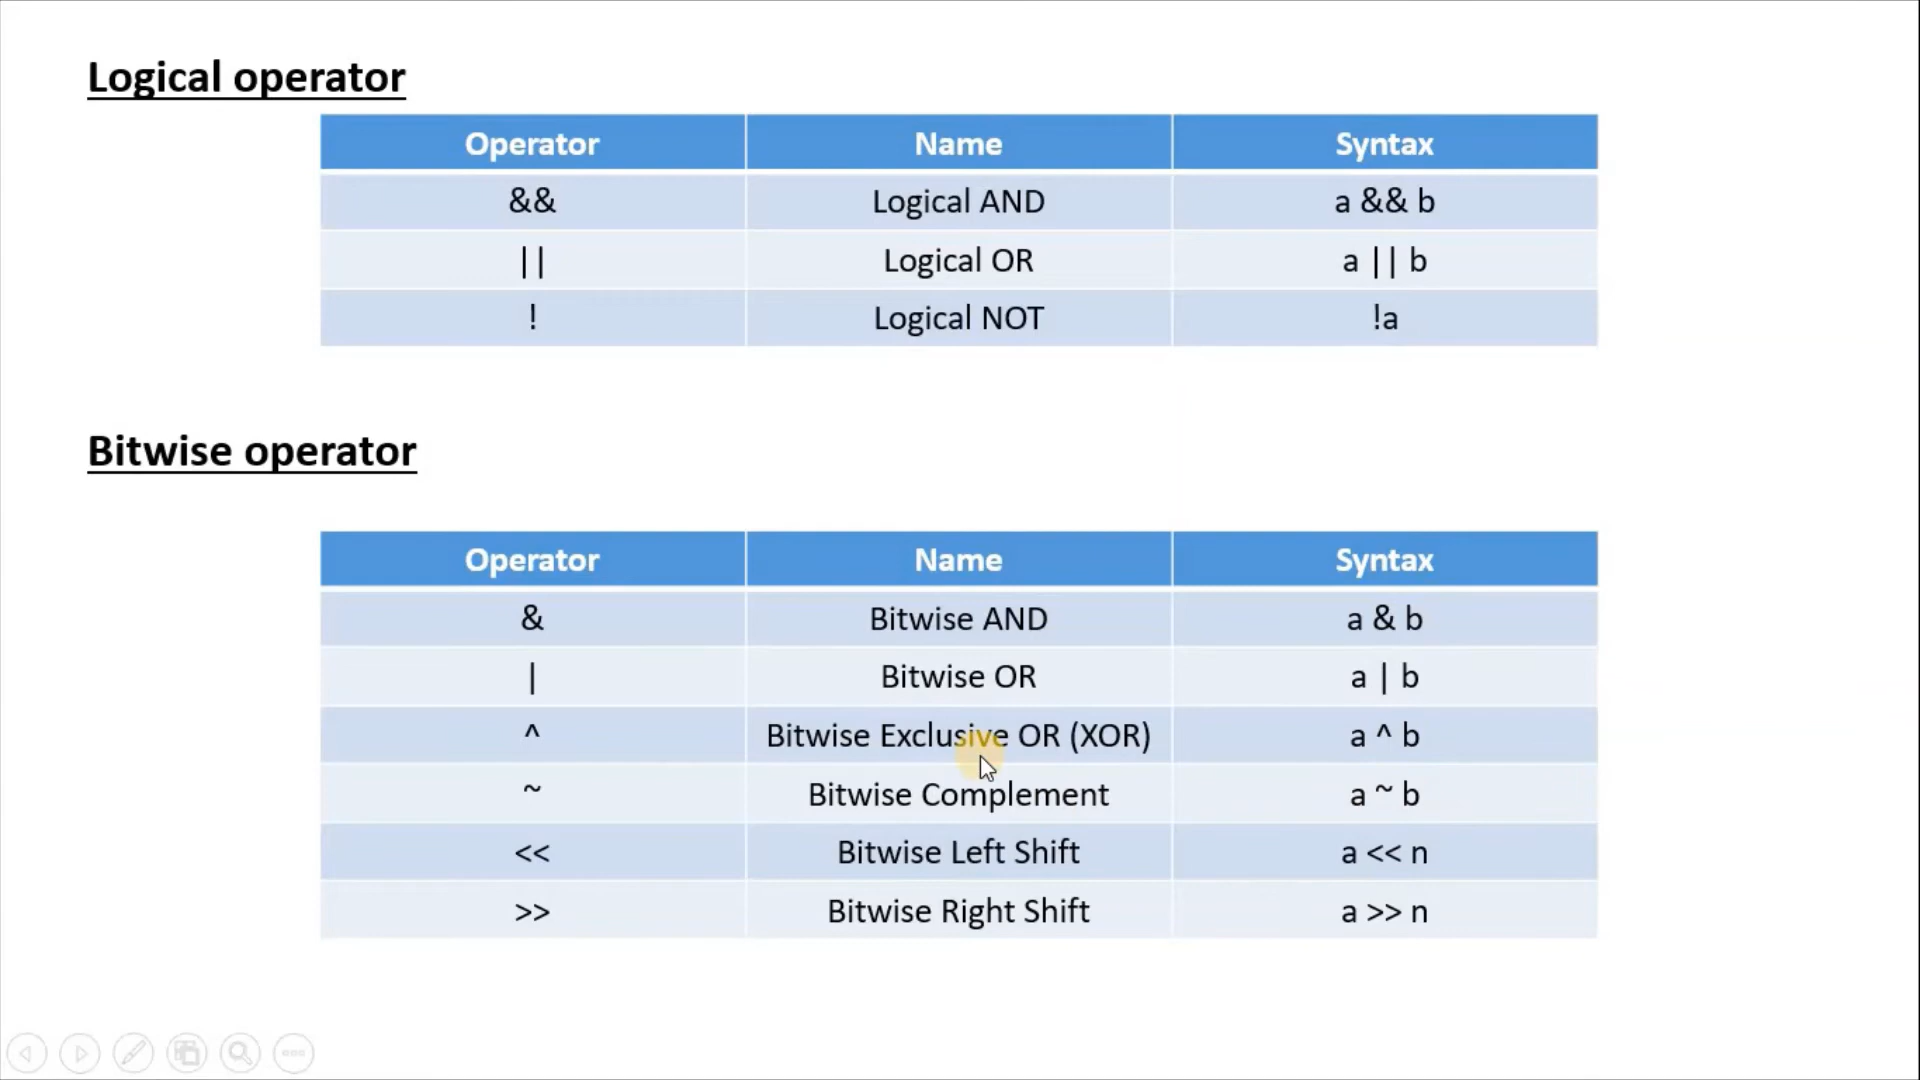 Logical operator
Operator Name Syntax
&& Logical AND a && b
|| Logical OR a || b
! Logical NOT !a
Bitwise operator
Operator Name Syntax
& Bitwise AND a & b
| Bitwise OR a | b
^ Bitwise Exclusive OR (XOR) a ^ b
~ Bitwise Complement a ~ b
<< Bitwise Left Shift a << n
>> Bitwise Right Shift a >> n